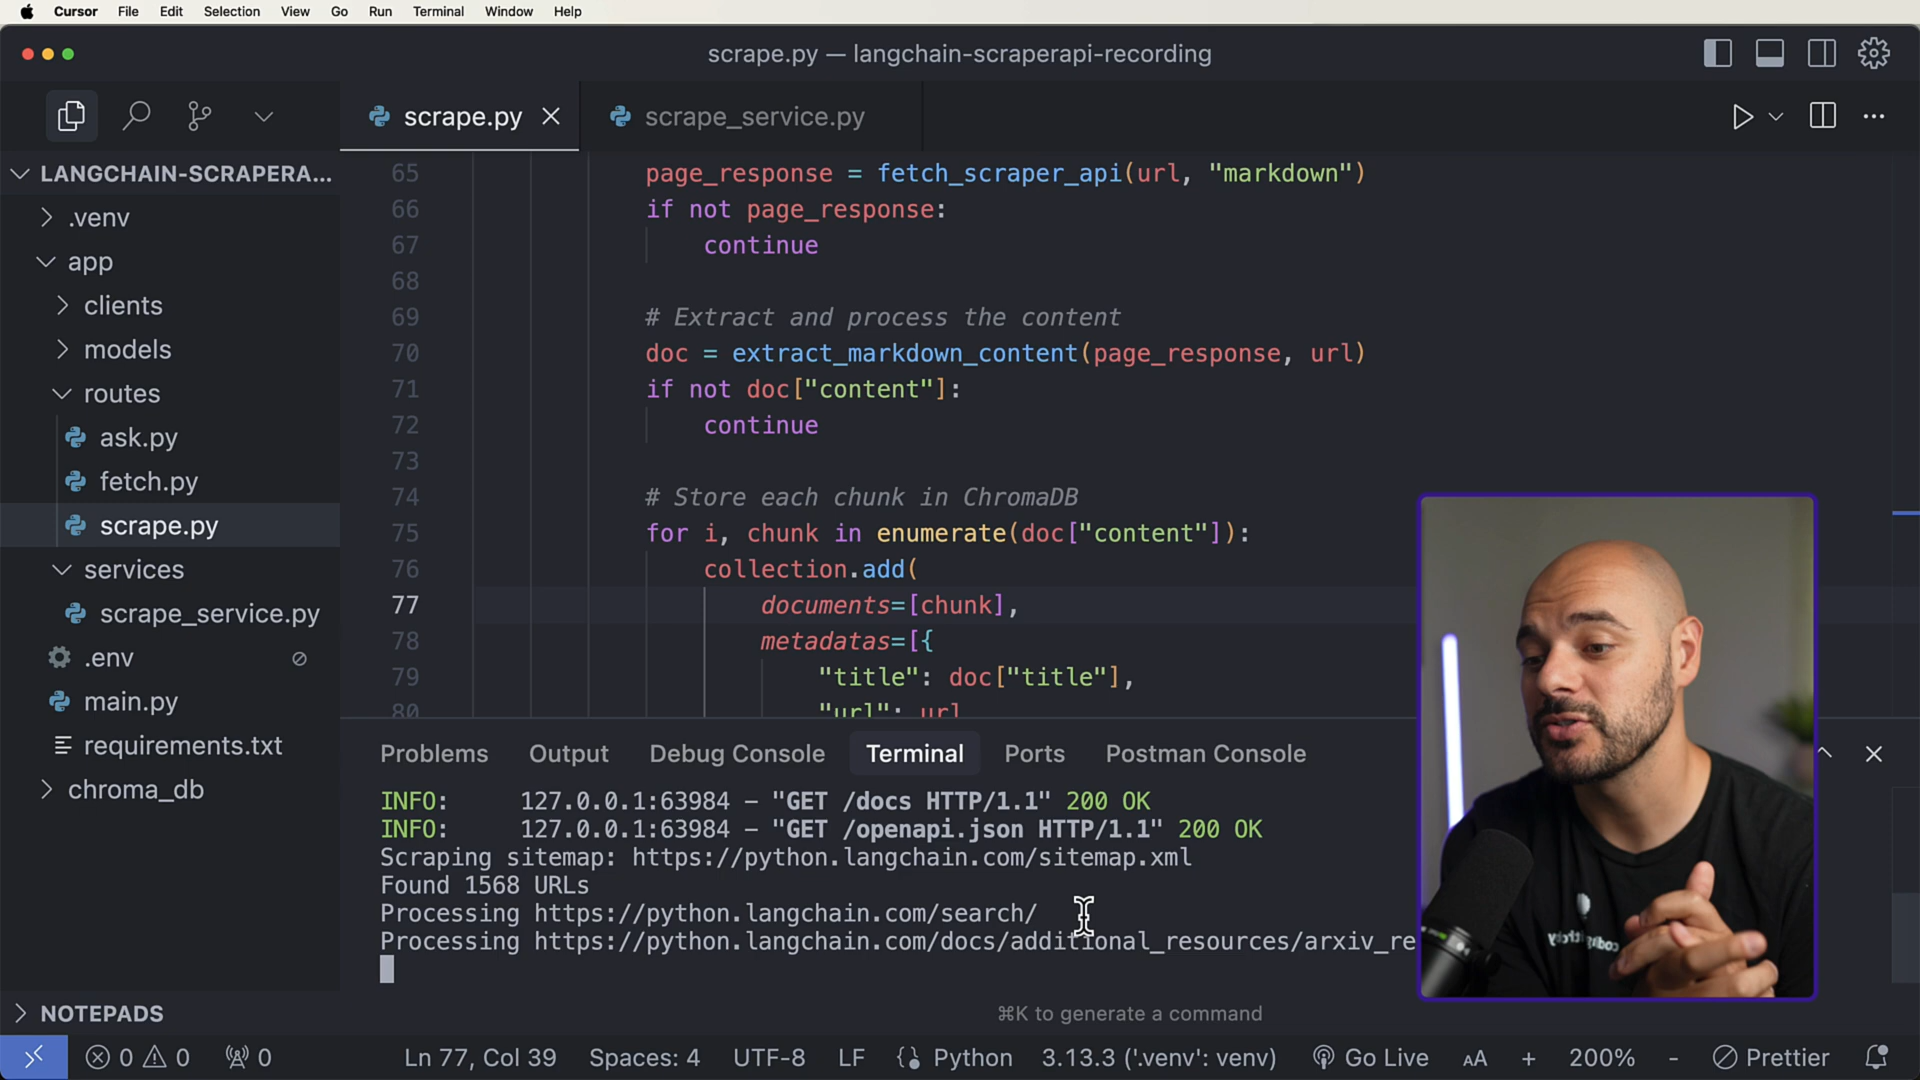 Cursor File Edit Selection View Go Run Terminal Window Help
scrape.py — langchain-scraperapi-recording
scrape.py
scrape_service.py
LANGCHAIN-SCRAPERA...
.venv
app
clients
models
routes
ask.py
fetch.py
scrape.py
services
scrape_service.py
.env
main.py
requirements.txt
chroma_db
NOTEPADS
65 page_response = fetch_scraper_api(url, "markdown")
66 if not page_response:
67 continue
68
69 # Extract and process the content
70 doc = extract_markdown_content(page_response, url)
71 if not doc["content"]:
72 continue
73
74 # Store each chunk in ChromaDB
75 for i, chunk in enumerate(doc["content"]):
76 collection.add(
77 documents=[chunk],
78 metadatas=[{
79 "title": doc["title"],
80 "url": url
Problems Output Debug Console Terminal Ports Postman Console
INFO: 127.0.0.1:63984 – "GET /docs HTTP/1.1" 200 OK
INFO: 127.0.0.1:63984 – "GET /openapi.json HTTP/1.1" 200 OK
Scraping sitemap: https://python.langchain.com/sitemap.xml
Found 1568 URLs
Processing https://python.langchain.com/search/
Processing https://python.langchain.com/docs/additional_resources/arxiv_re
⌘K to generate a command
0 0 0 Ln 77, Col 39 Spaces: 4 UTF-8 LF Python 3.13.3 ('.venv': venv) Go Live AA + 200% - Prettier